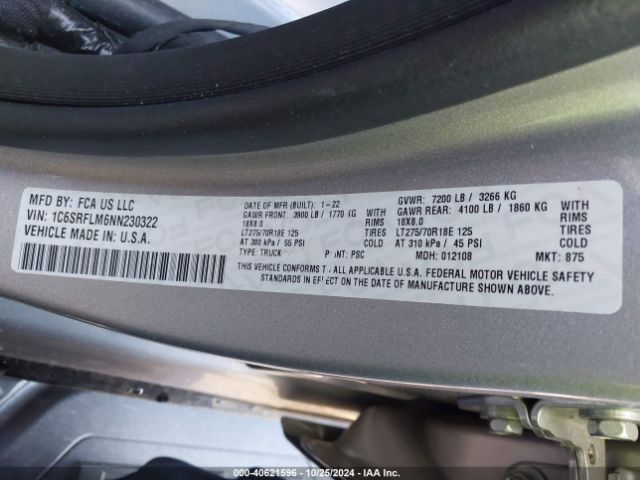 MFD BY: FCA US LLC
VIN: 1C6SRFLM6NN230322
VEHICLE MADE IN: U.S.A.
DATE OF MFR (BUILT): 1-22
GAWR FRONT: 3900 LB / 1770 KG WITH
18X8.0 RIMS
LT275/70R18E 125 TIRES
AT 380 kPa / 55 PSI COLD
TYPE: TRUCK PAINT: PSC
GVWR: 7200 LB / 3266 KG
GAWR REAR: 4100 LB / 1860 KG WITH
18X8.0 RIMS
LT275/70R18E 125 TIRES
AT 310 kPa / 45 PSI COLD
MDH: 012108 MKT: 875
THIS VEHICLE CONFORMS TO ALL APPLICABLE U.S.A. FEDERAL MOTOR VEHICLE SAFETY
STANDARDS IN EFFECT ON THE DATE OF MANUFACTURE SHOWN ABOVE.
000-40621596 - 10/25/2024 - IAA Inc.